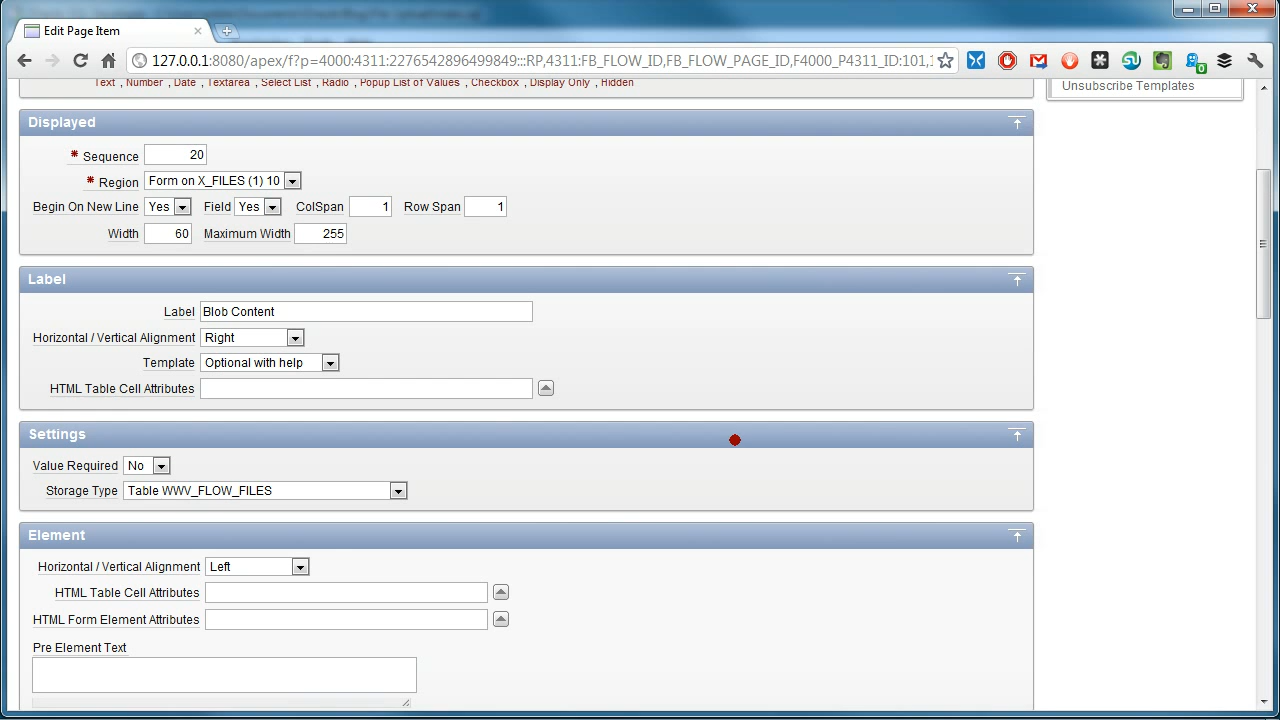 Edit Page Item
127.0.0.1:8080/apex/f?p=4000:4311:2276542896499849:::RP,4311:FB_FLOW_ID,FB_FLOW_PAGE_ID,F4000_P4311_ID:101,1
0
Text , Number , Date , Textarea , Select List , Radio , Popup List of Values , Checkbox , Display Only , Hidden
Unsubscribe Templates
Displayed
* Sequence 20
* Region Form on X_FILES (1) 10
Begin On New Line Yes Field Yes ColSpan 1 Row Span 1
Width 60 Maximum Width 255
Label
Label Blob Content
Horizontal / Vertical Alignment Right
Template Optional with help
HTML Table Cell Attributes
Settings
Value Required No
Storage Type Table WWV_FLOW_FILES
Element
Horizontal / Vertical Alignment Left
HTML Table Cell Attributes
HTML Form Element Attributes
Pre Element Text